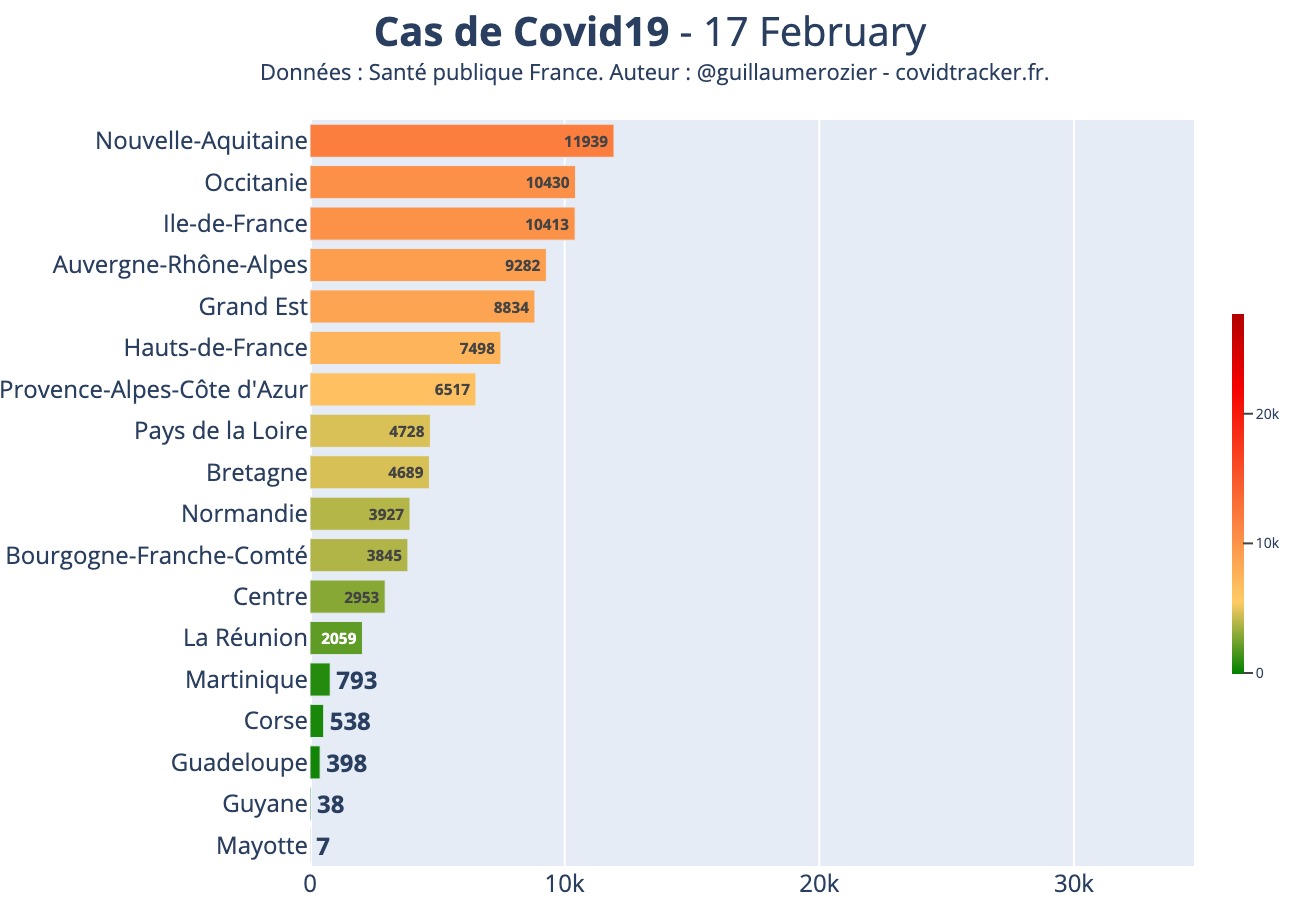 Cas de Covid19 - 17 February
Données : Santé publique France. Auteur : @guillaumerozier - covidtracker.fr.
Nouvelle-Aquitaine 11939
Occitanie 10430
Ile-de-France 10413
Auvergne-Rhône-Alpes 9282
Grand Est 8834
Hauts-de-France 7498
Provence-Alpes-Côte d'Azur 6517
Pays de la Loire 4728
Bretagne 4689
Normandie 3927
Bourgogne-Franche-Comté 3845
Centre 2953
La Réunion 2059
Martinique 793
Corse 538
Guadeloupe 398
Guyane 38
Mayotte 7
0 10k 20k 30k
20k
10k
0